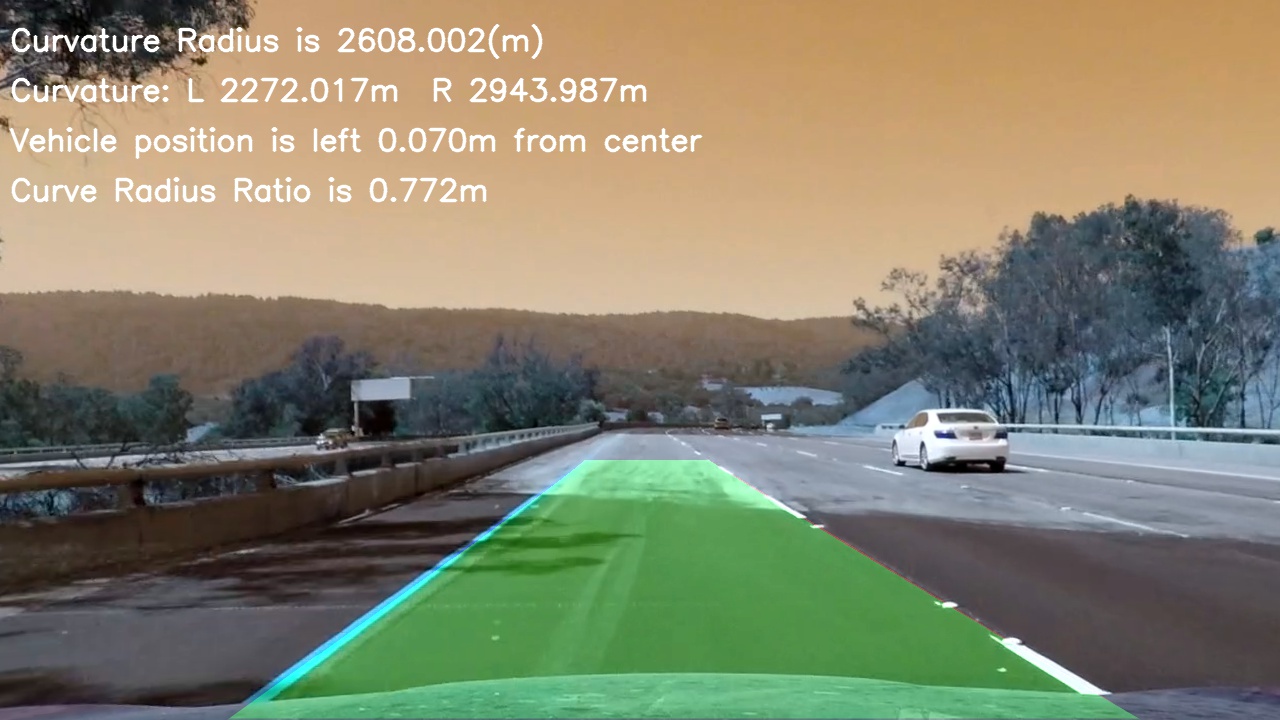 Curvature Radius is 2608.002(m)
Curvature: L 2272.017m R 2943.987m
Vehicle position is left 0.070m from center
Curve Radius Ratio is 0.772m